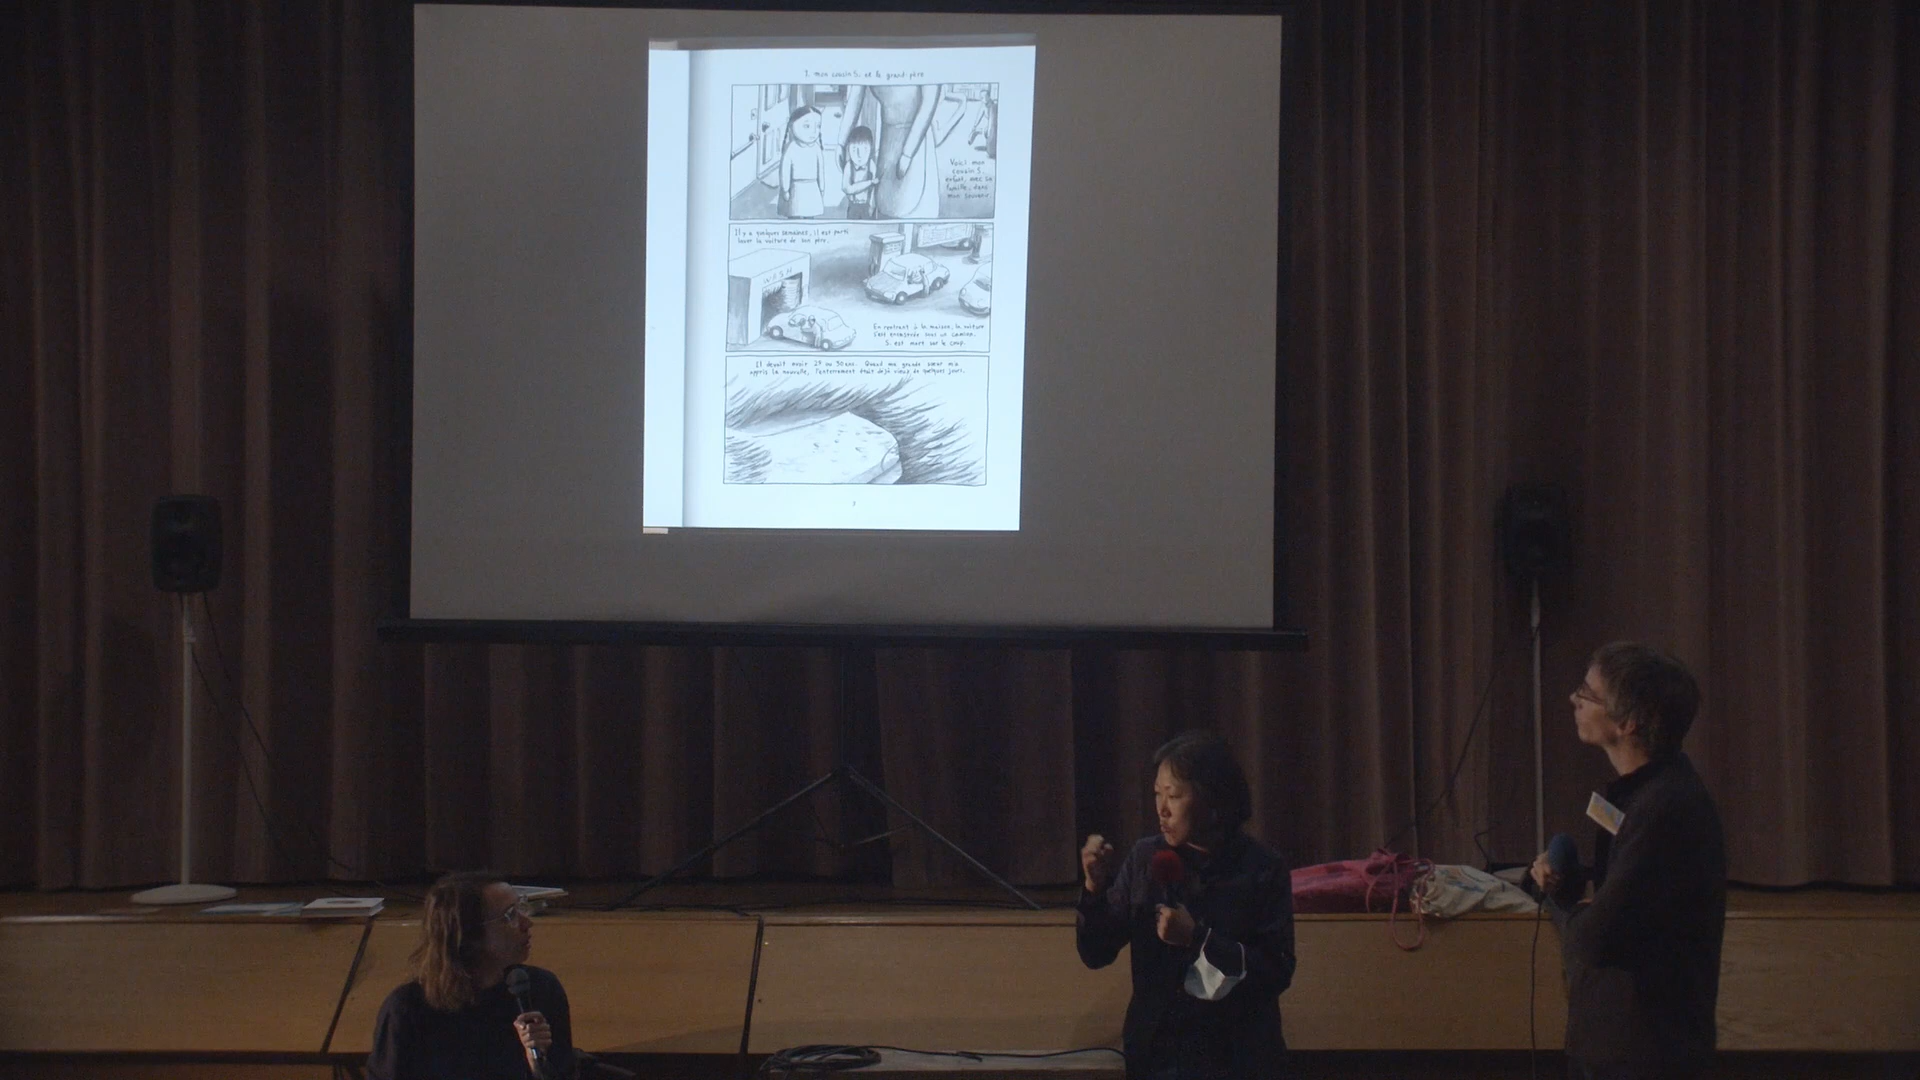 1. mon cousin S. et le grand-père
Voici mon
cousin S.
enfant, avec sa
famille, dans
mon souvenir.
Il y a quelques semaines, il est parti
laver la voiture de son père.
WASH
En rentrant à la maison, la voiture
s'est encastrée sous un camion.
S. est mort sur le coup.
Il devait avoir 29 ou 30 ans. Quand ma grande sœur m'a
appris la nouvelle, l'enterrement était déjà vieux de quelques jours.